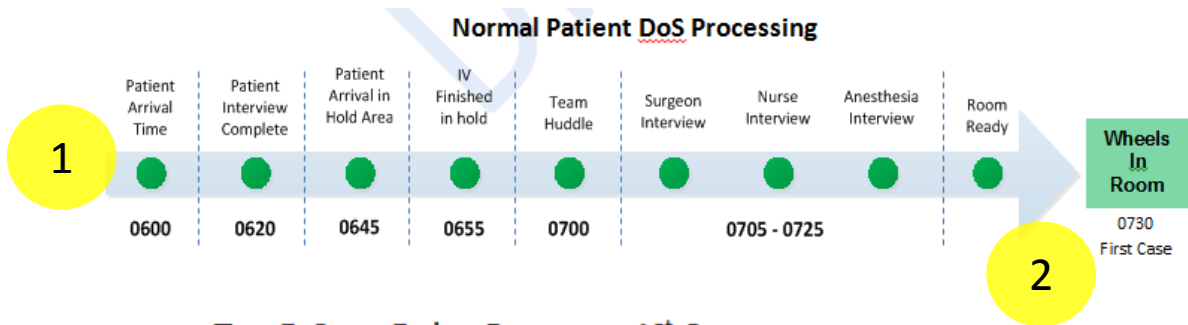 Normal Patient DoS Processing
Patient
Arrival
Time
Patient
Interview
Complete
Patient
Arrival in
Hold Area
IV
Finished
in hold
Team
Huddle
Surgeon
Interview
Nurse
Interview
Anesthesia
Interview
Room
Ready
1
Wheels
In
Room
0600
0620
0645
0655
0700
0705 - 0725
0730
First Case
2